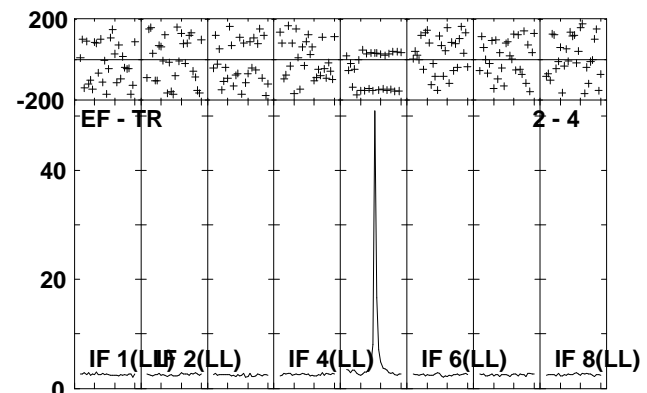 200
-200
EF - TR
2 - 4
40
20
IF 1(LL) IF 2(LL) IF 4(LL) IF 6(LL) IF 8(LL)
0